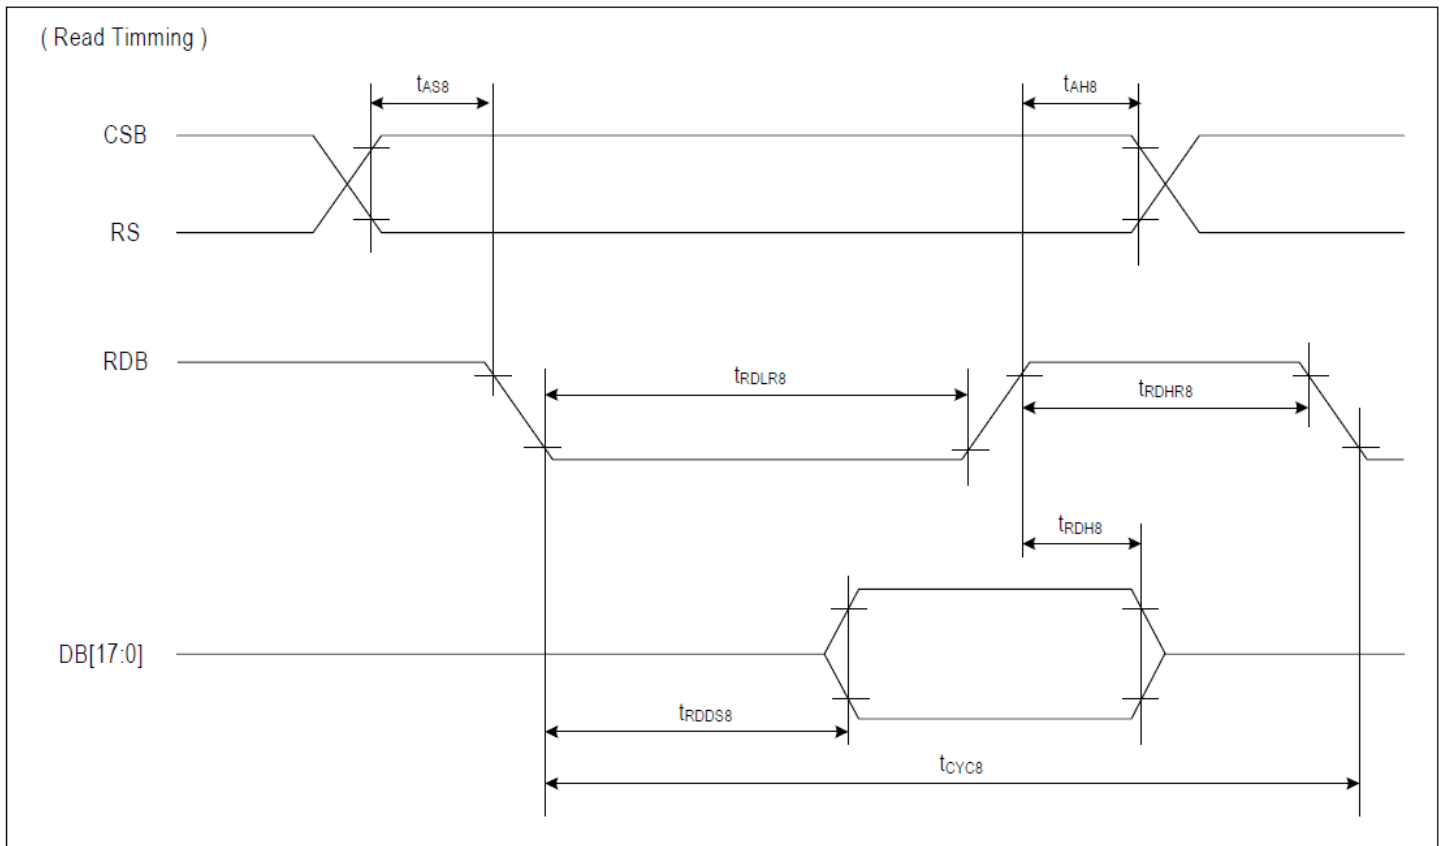 ( Read Timming )
tAS8
tAH8
CSB
RS
RDB
tRDLR8
tRDHR8
tRDH8
DB[17:0]
tRDDS8
tCYC8